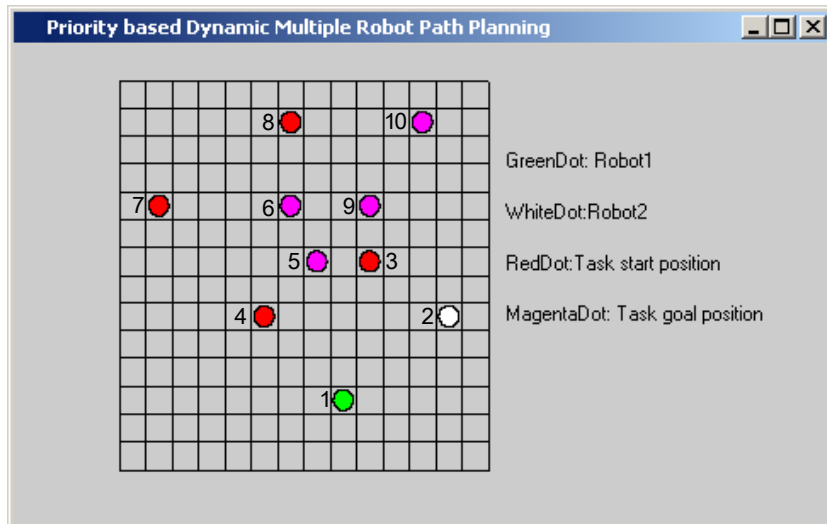 Priority based Dynamic Multiple Robot Path Planning
8 10
GreenDot: Robot1
7 6 9
WhiteDot:Robot2
5 3
RedDot:Task start position
4 2
MagentaDot: Task goal position
1